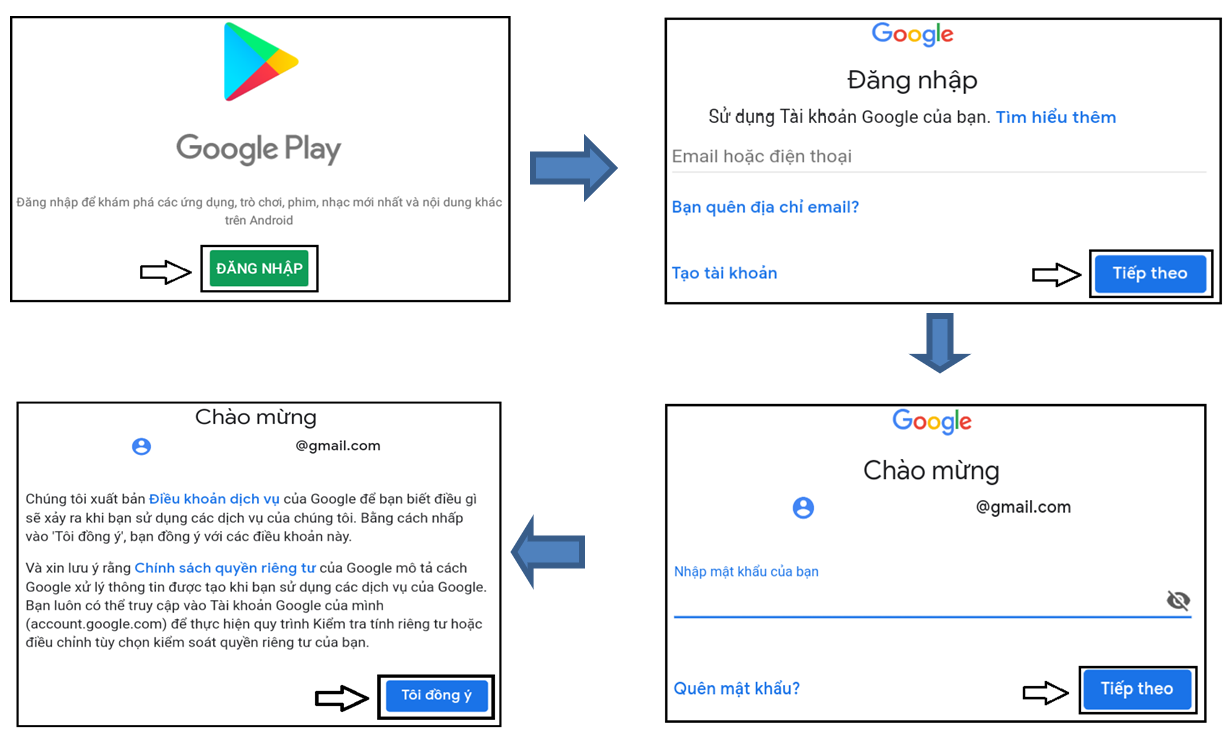 Google Play
Đăng nhập để khám phá các ứng dụng, trò chơi, phim, nhạc mới nhất và nội dung khác
trên Android
ĐĂNG NHẬP
Google
Đăng nhập
Sử dụng Tài khoản Google của bạn. Tìm hiểu thêm
Email hoặc điện thoại
Bạn quên địa chỉ email?
Tạo tài khoản
Tiếp theo
Google
Chào mừng
@gmail.com
Nhập mật khẩu của bạn
Quên mật khẩu?
Tiếp theo
Chào mừng
@gmail.com
Chúng tôi xuất bản Điều khoản dịch vụ của Google để bạn biết điều gì
sẽ xảy ra khi bạn sử dụng các dịch vụ của chúng tôi. Bằng cách nhấp
vào 'Tôi đồng ý', bạn đồng ý với các điều khoản này.
Và xin lưu ý rằng Chính sách quyền riêng tư của Google mô tả cách
Google xử lý thông tin được tạo khi bạn sử dụng các dịch vụ của Google.
Bạn luôn có thể truy cập vào Tài khoản Google của mình
(account.google.com) để thực hiện quy trình Kiểm tra tính riêng tư hoặc
điều chỉnh tùy chọn kiểm soát quyền riêng tư của bạn.
Tôi đồng ý